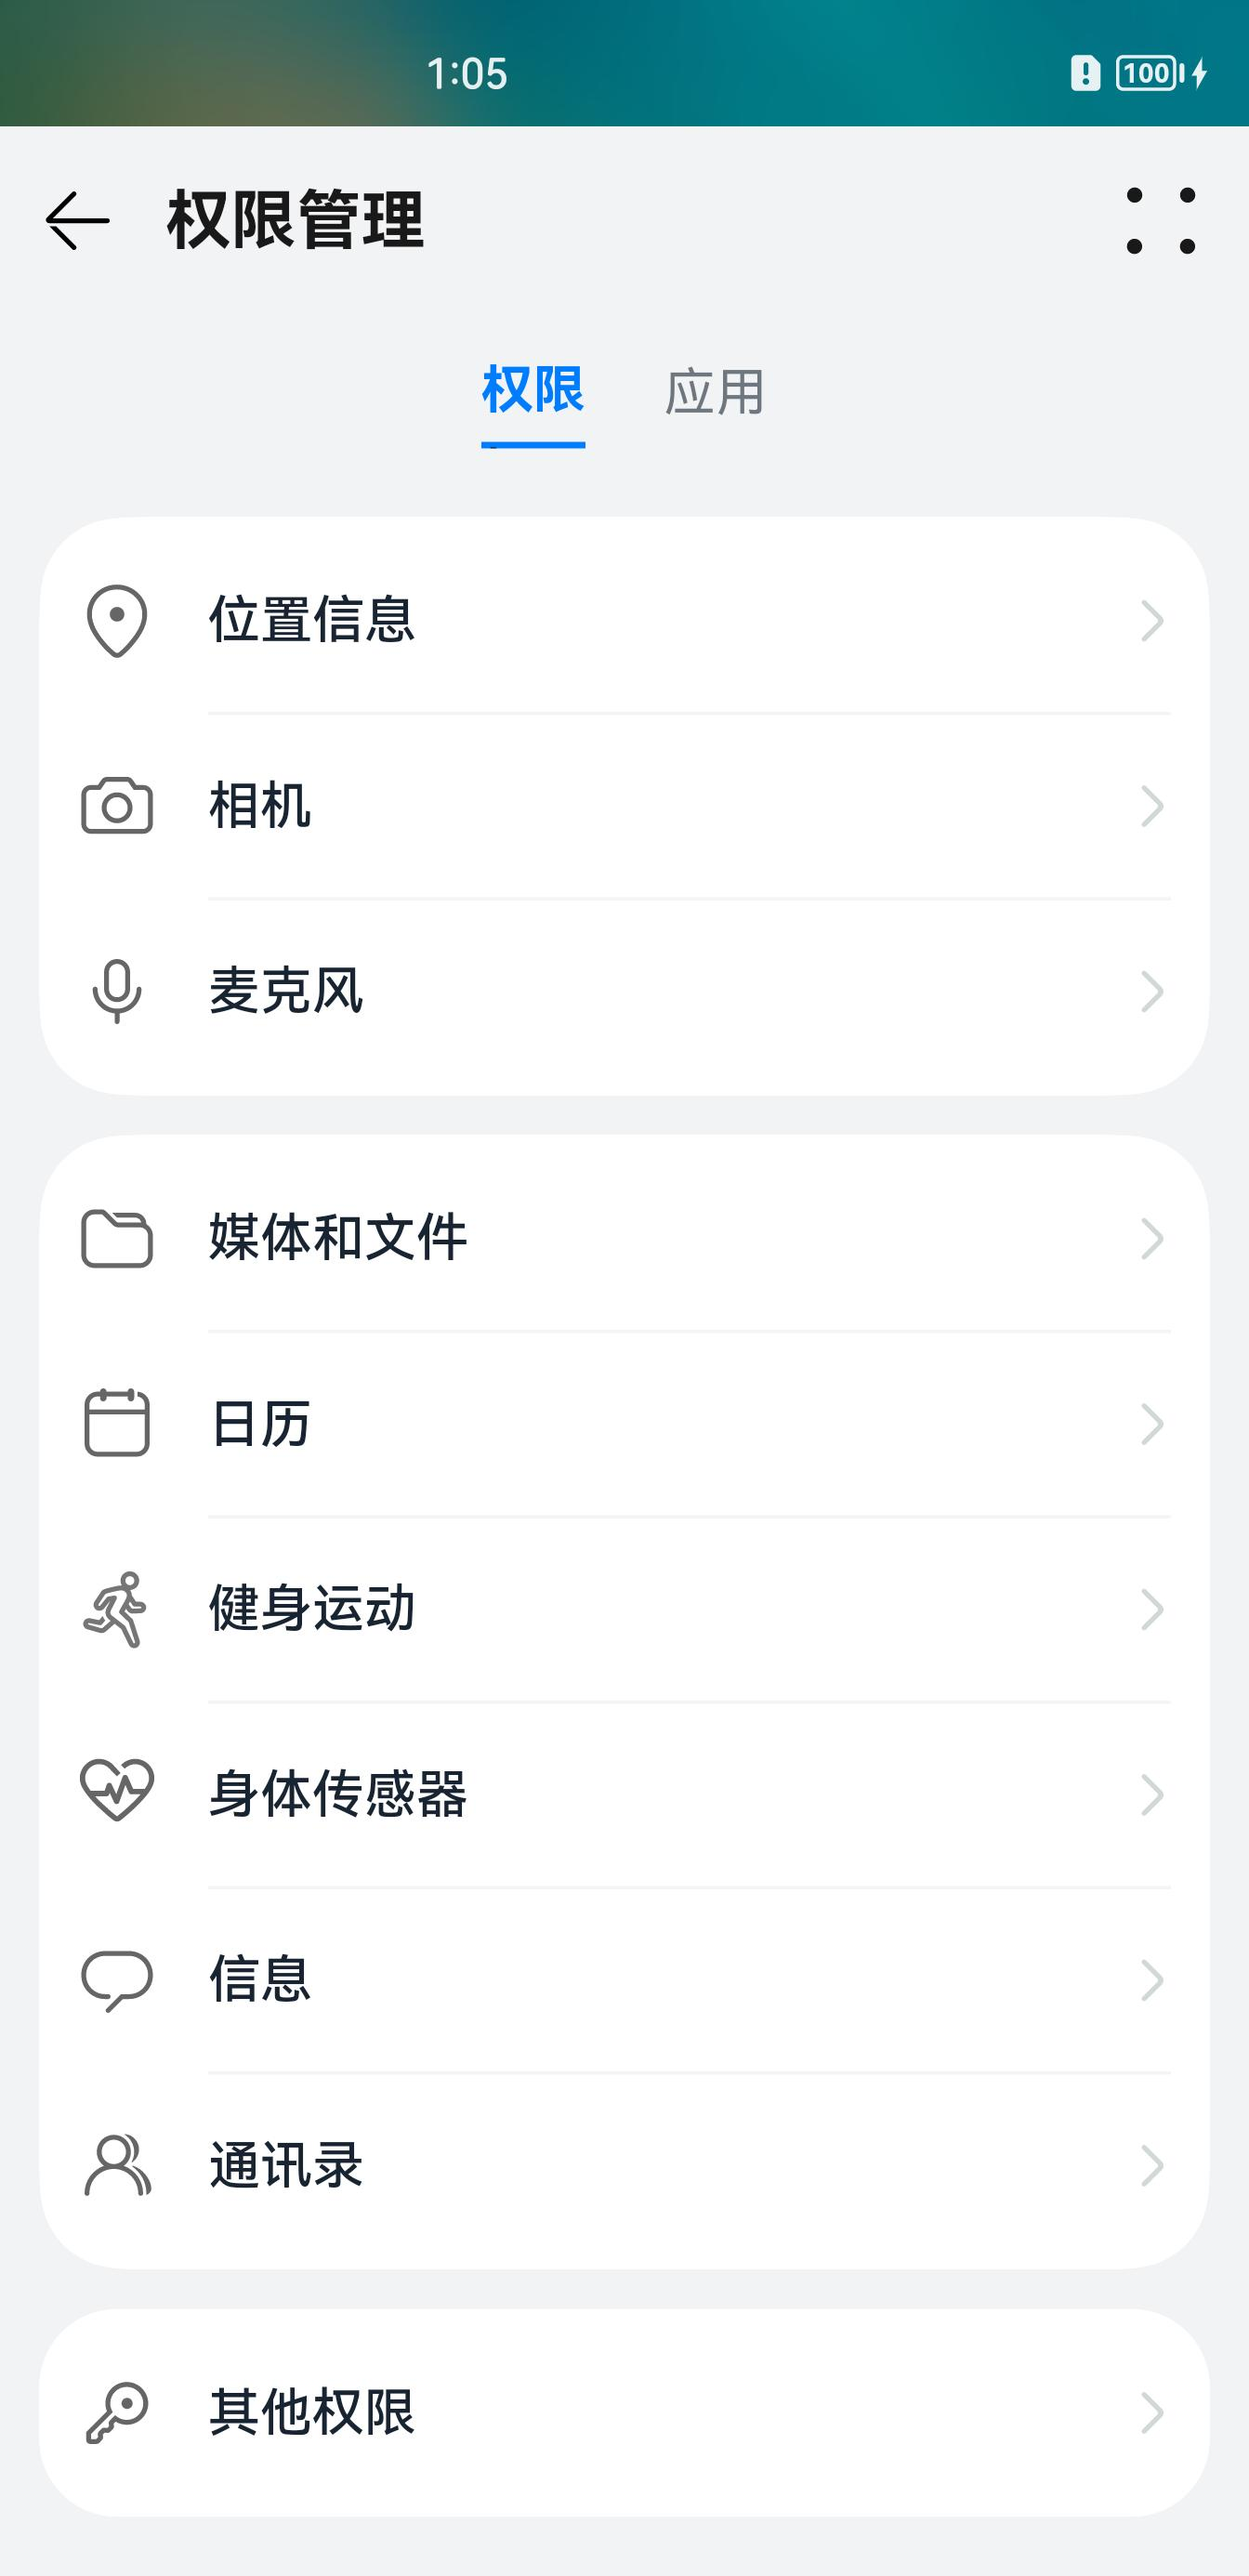 1:05
100
权限管理
权限 应用
位置信息
相机
麦克风
媒体和文件
日历
健身运动
身体传感器
信息
通讯录
其他权限